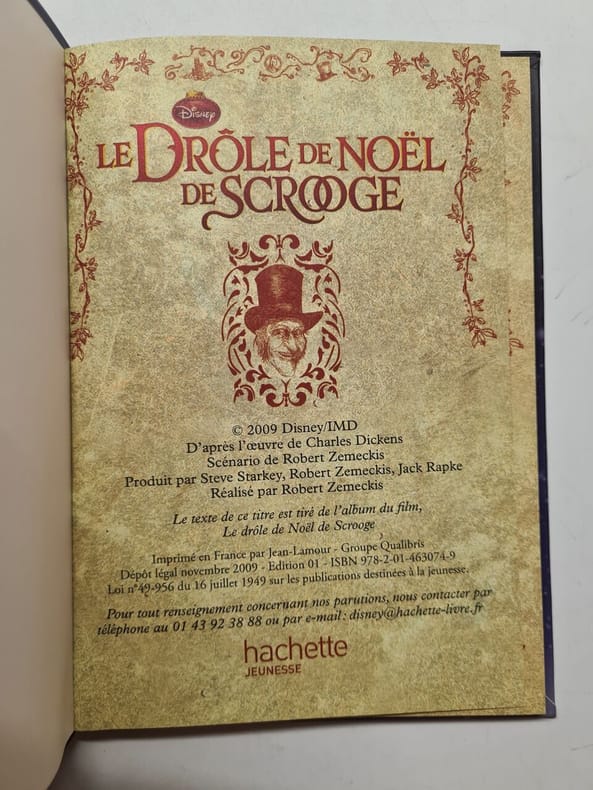 Disney
LE DRÔLE DE NOËL
DE SCROOGE
© 2009 Disney/IMD
D'après l'œuvre de Charles Dickens
Scénario de Robert Zemeckis
Produit par Steve Starkey, Robert Zemeckis, Jack Rapke
Réalisé par Robert Zemeckis
Le texte de ce titre est tiré de l'album du film,
Le drôle de Noël de Scrooge
Imprimé en France par Jean-Lamour - Groupe Qualibris
Dépôt légal novembre 2009 - Edition 01 - ISBN 978-2-01-463074-9
Loi n°49-956 du 16 juillet 1949 sur les publications destinées à la jeunesse.
Pour tout renseignement concernant nos parutions, nous contacter par
téléphone au 01 43 92 38 88 ou par e-mail : disney@hachette-livre.fr
hachette
JEUNESSE